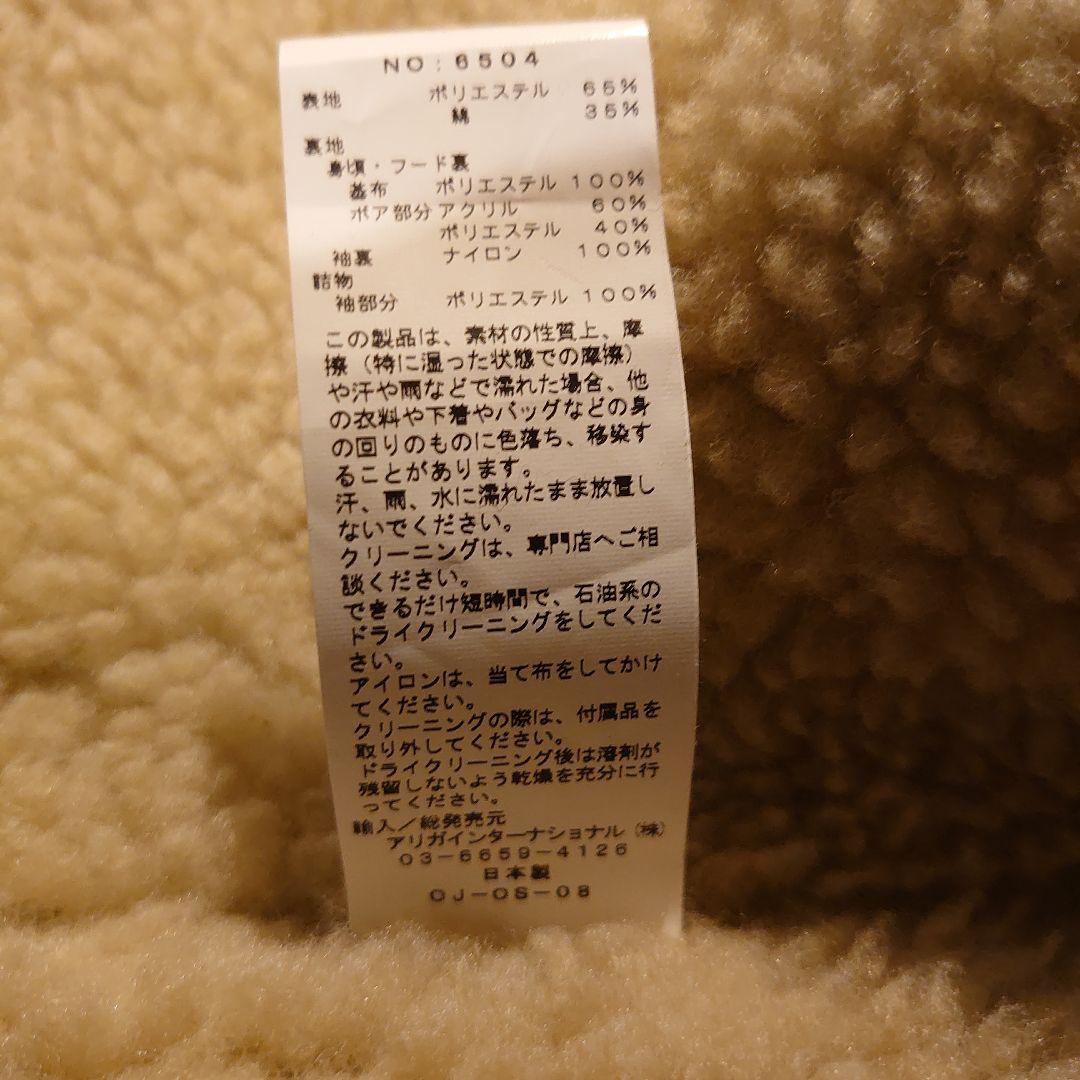 NO：6504
表地　ポリエステル　65％
綿　35％
裏地
身頃・フード裏
基布　ポリエステル　100％
ボア部分　アクリル　60％
ポリエステル　40％
袖裏　ナイロン　100％
詰物
袖部分　ポリエステル　100％
この製品は、素材の性質上、摩
擦（特に湿った状態での摩擦）
や汗や雨などで濡れた場合、他
の衣料や下着やバッグなどの身
の回りのものに色落ち、移染す
ることがあります。
汗、雨、水に濡れたまま放置し
ないでください。
クリーニングは、専門店へご相
談ください。
できるだけ短時間で、石油系の
ドライクリーニングをしてくだ
さい。
アイロンは、当て布をしてかけ
てください。
クリーニングの際は、付属品を
取り外してください。
ドライクリーニング後は溶剤が
残留しないよう乾燥を充分に行
ってください。
輸入／総発売元
アリガインターナショナル（株）
03－6659－4126
日本製
OJ－OS－08